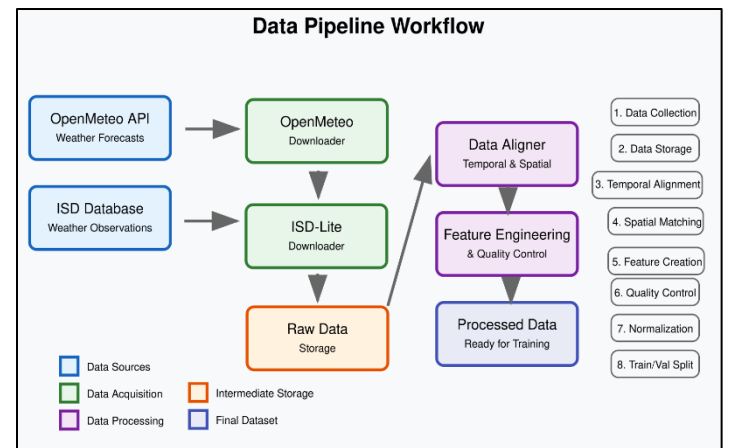 Data Pipeline Workflow
OpenMeteo API
Weather Forecasts
OpenMeteo
Downloader
ISD Database
Weather Observations
ISD-Lite
Downloader
Raw Data
Storage
Data Aligner
Temporal & Spatial
Feature Engineering
& Quality Control
Processed Data
Ready for Training
1. Data Collection
2. Data Storage
3. Temporal Alignment
4. Spatial Matching
5. Feature Creation
6. Quality Control
7. Normalization
8. Train/Val Split
Data Sources
Data Acquisition
Data Processing
Intermediate Storage
Final Dataset